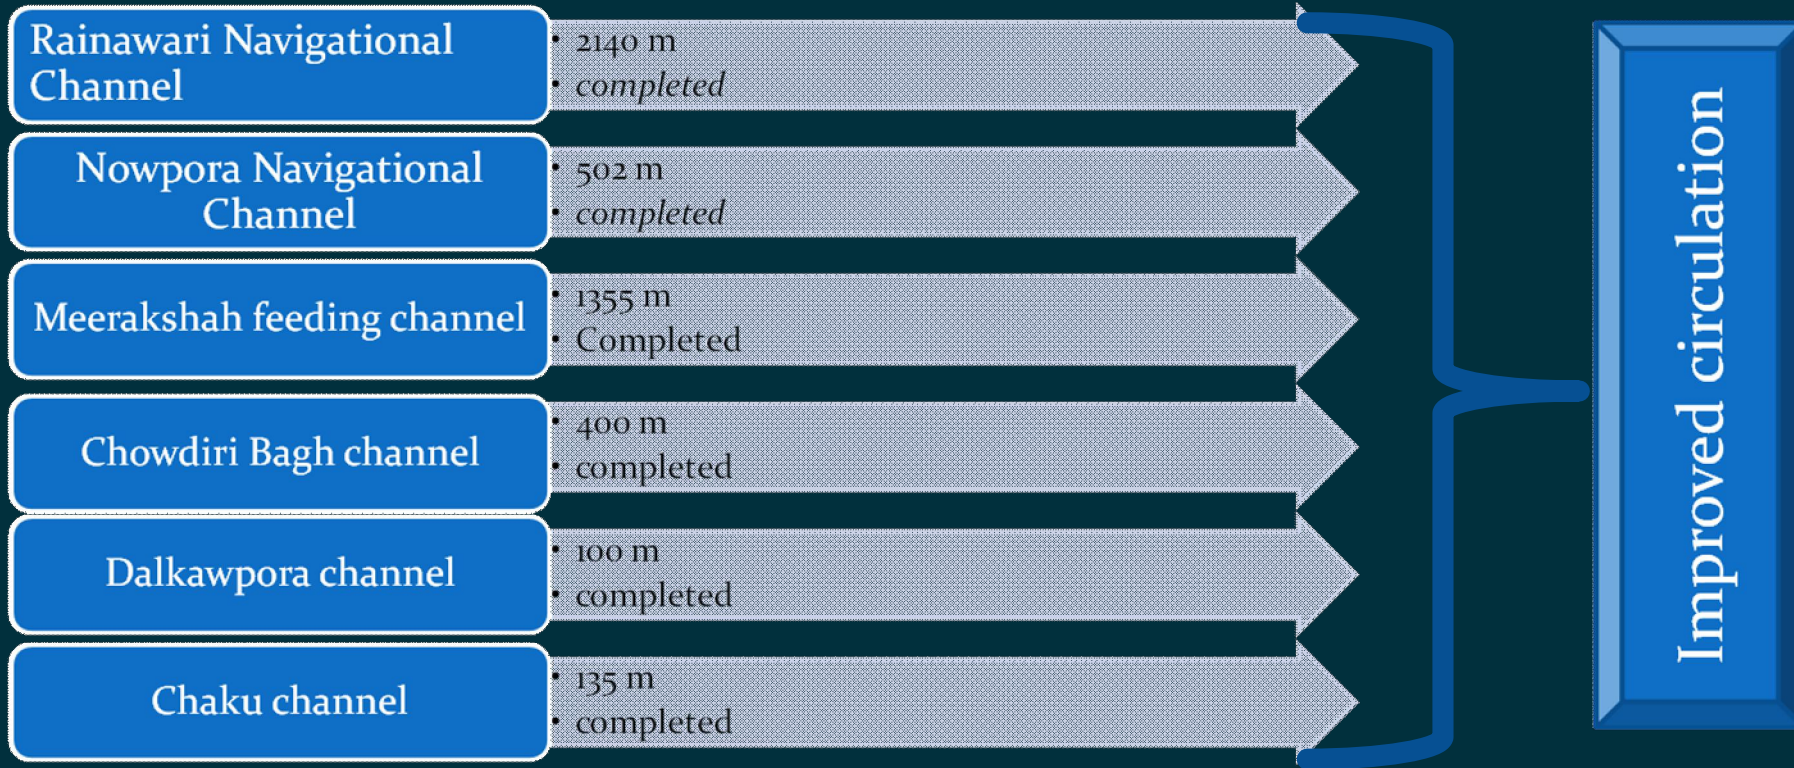 Rainawari Navigational
Channel
• 2140 m
• completed
Nowpora Navigational
Channel
• 502 m
• completed
Meerakshah feeding channel
• 1355 m
• Completed
Chowdiri Bagh channel
• 400 m
• completed
Dalkawpora channel
• 100 m
• completed
Chaku channel
• 135 m
• completed
Improved circulation